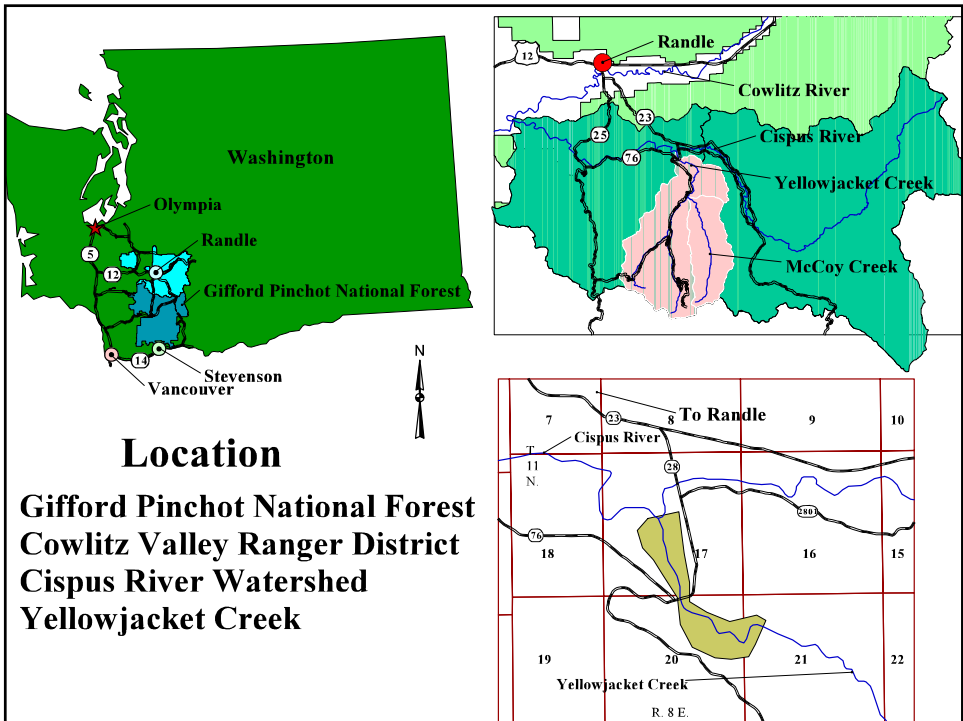 Washington
Olympia
Randle
5
12
Gifford Pinchot National Forest
14
Stevenson
Vancouver
N
Location
Gifford Pinchot National Forest
Cowlitz Valley Ranger District
Cispus River Watershed
Yellowjacket Creek
12
Randle
Cowlitz River
23
25
Cispus River
76
Yellowjacket Creek
McCoy Creek
7
23
8
To Randle
9
10
Cispus River
T.
11
N.
28
2801
76
18
17
16
15
19
20
21
22
Yellowjacket Creek
R. 8 E.